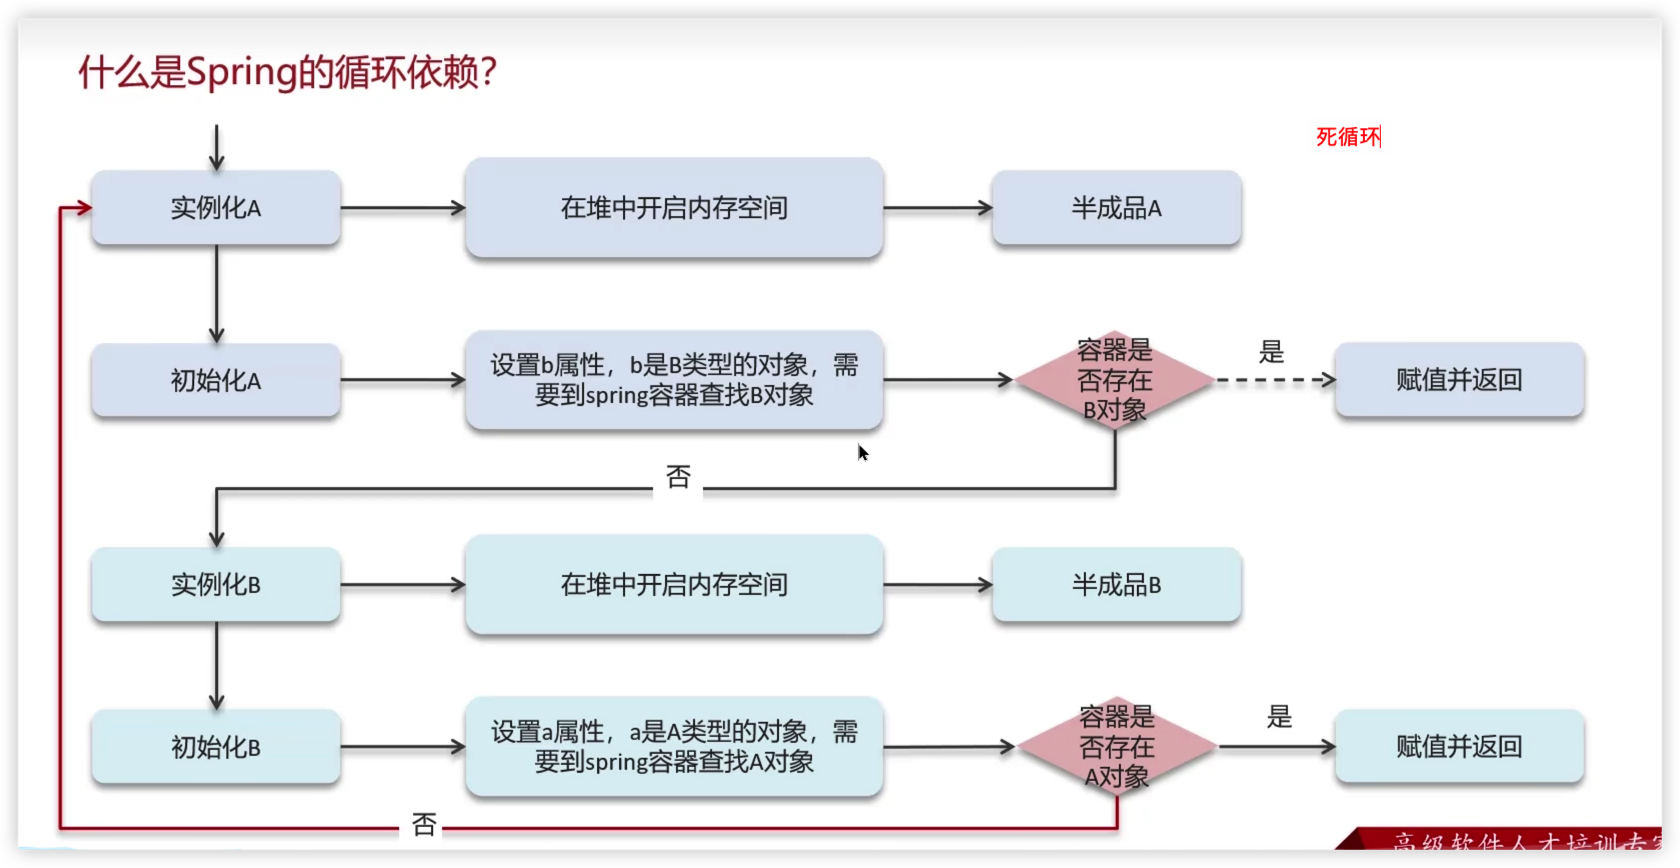 什么是Spring的循环依赖?
死循环
实例化A
在堆中开启内存空间
半成品A
初始化A
设置b属性，b是B类型的对象，需
要到spring容器查找B对象
容器是
否存在
B对象
是
赋值并返回
否
实例化B
在堆中开启内存空间
半成品B
初始化B
设置a属性，a是A类型的对象，需
要到spring容器查找A对象
容器是
否存在
A对象
是
赋值并返回
否
高级软件人才培训专家